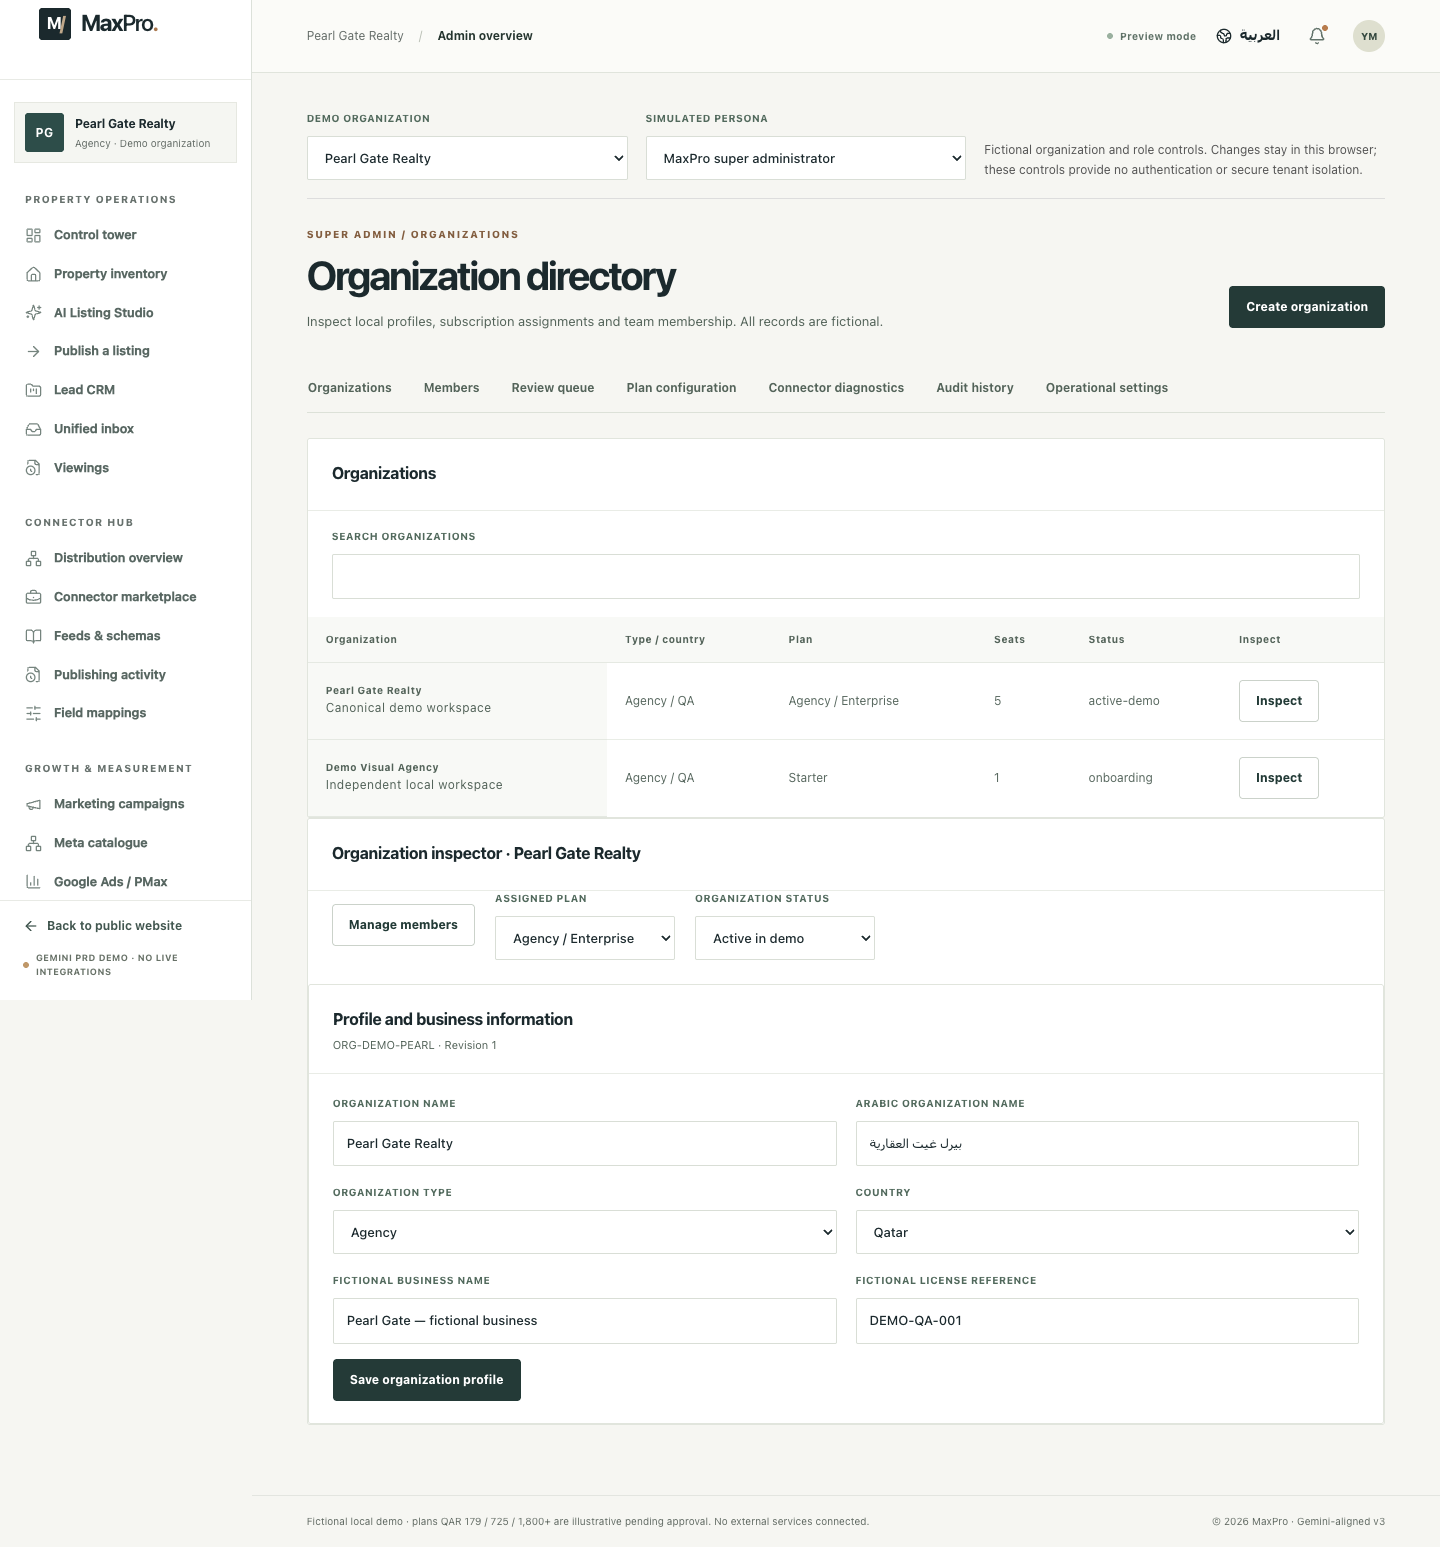 M/ MaxPro.
Pearl Gate Realty / Admin overview
Preview mode
العربية
YM
PG
Pearl Gate Realty
Agency · Demo organization
PROPERTY OPERATIONS
Control tower
Property inventory
AI Listing Studio
Publish a listing
Lead CRM
Unified inbox
Viewings
CONNECTOR HUB
Distribution overview
Connector marketplace
Feeds & schemas
Publishing activity
Field mappings
GROWTH & MEASUREMENT
Marketing campaigns
Meta catalogue
Google Ads / PMax
Back to public website
GEMINI PRD DEMO · NO LIVE
INTEGRATIONS
DEMO ORGANIZATION
Pearl Gate Realty
SIMULATED PERSONA
MaxPro super administrator
Fictional organization and role controls. Changes stay in this browser;
these controls provide no authentication or secure tenant isolation.
SUPER ADMIN / ORGANIZATIONS
Organization directory
Inspect local profiles, subscription assignments and team membership. All records are fictional.
Create organization
Organizations Members Review queue Plan configuration Connector diagnostics Audit history Operational settings
Organizations
SEARCH ORGANIZATIONS
Organization Type / country Plan Seats Status Inspect
Pearl Gate Realty
Canonical demo workspace
Agency / QA Agency / Enterprise 5 active-demo Inspect
Demo Visual Agency
Independent local workspace
Agency / QA Starter 1 onboarding Inspect
Organization inspector · Pearl Gate Realty
Manage members
ASSIGNED PLAN
Agency / Enterprise
ORGANIZATION STATUS
Active in demo
Profile and business information
ORG-DEMO-PEARL · Revision 1
ORGANIZATION NAME
Pearl Gate Realty
ARABIC ORGANIZATION NAME
بيرل غيت العقارية
ORGANIZATION TYPE
Agency
COUNTRY
Qatar
FICTIONAL BUSINESS NAME
Pearl Gate — fictional business
FICTIONAL LICENSE REFERENCE
DEMO-QA-001
Save organization profile
Fictional local demo · plans QAR 179 / 725 / 1,800+ are illustrative pending approval. No external services connected.
© 2026 MaxPro · Gemini-aligned v3